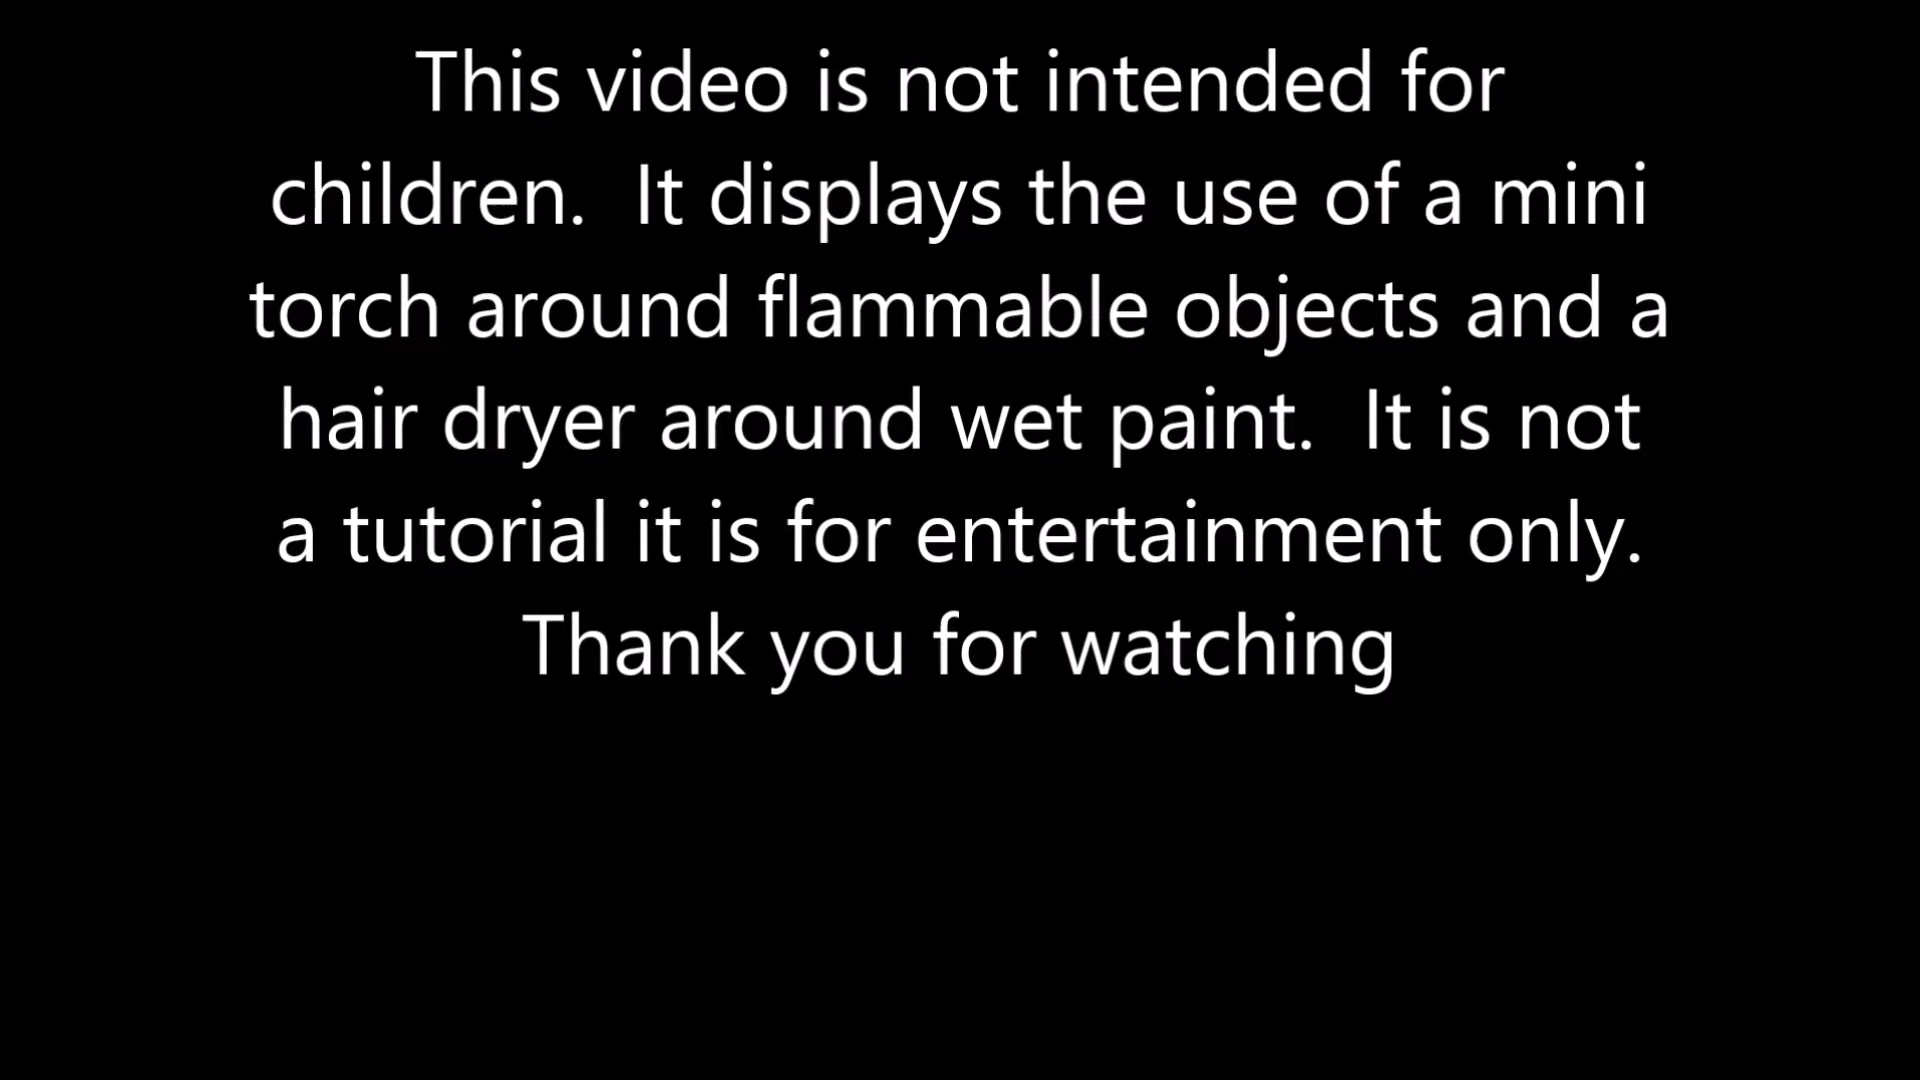 This video is not intended for
children.  It displays the use of a mini
torch around flammable objects and a
hair dryer around wet paint.  It is not
a tutorial it is for entertainment only.
Thank you for watching